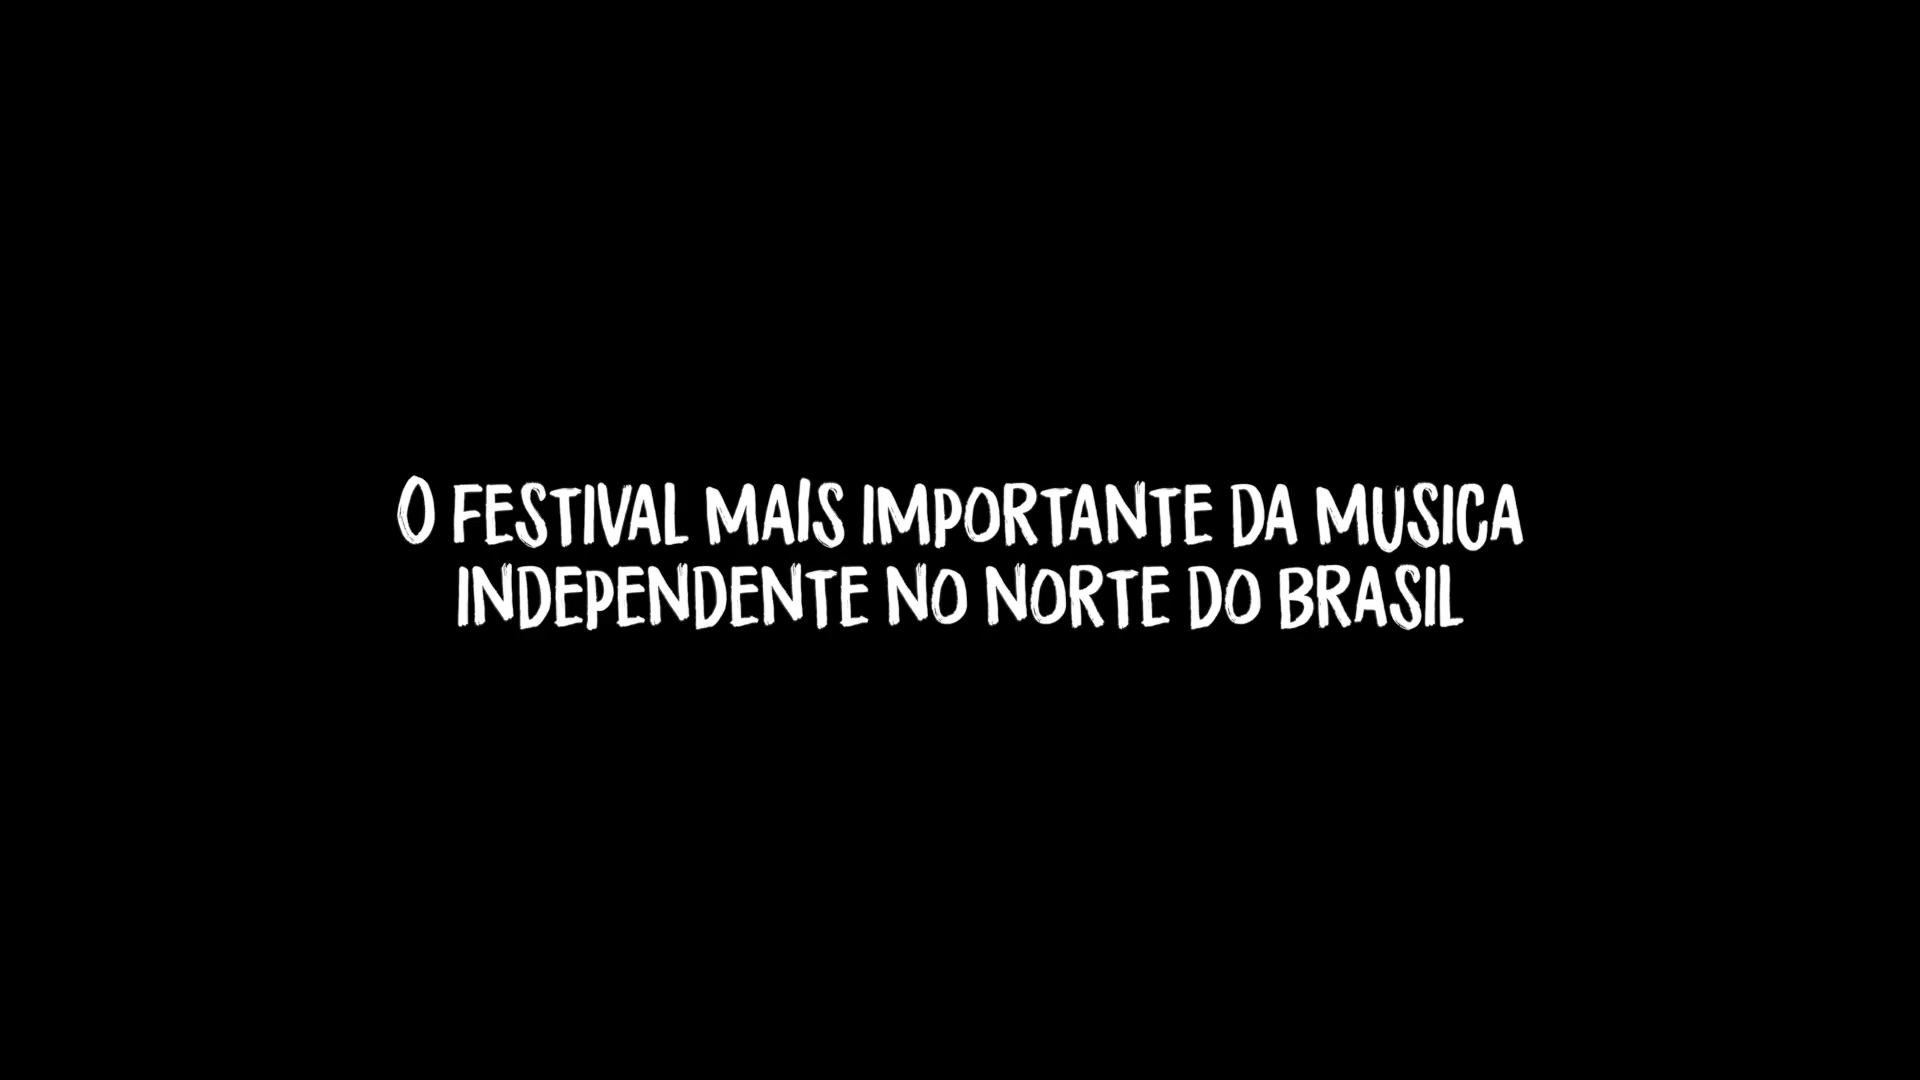 O FESTIVAL MAIS IMPORTANTE DA MUSICA
INDEPENDENTE NO NORTE DO BRASIL